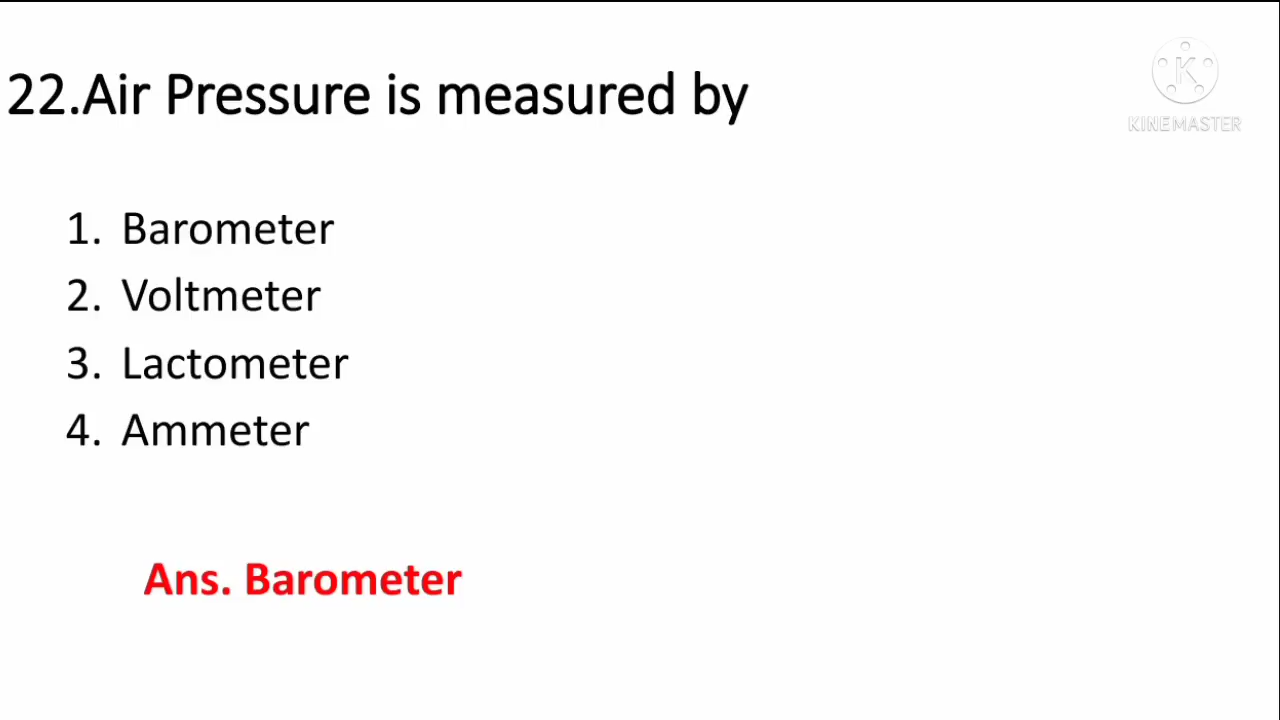 22.Air Pressure is measured by
K
KINEMASTER
1. Barometer
2. Voltmeter
3. Lactometer
4. Ammeter
Ans. Barometer